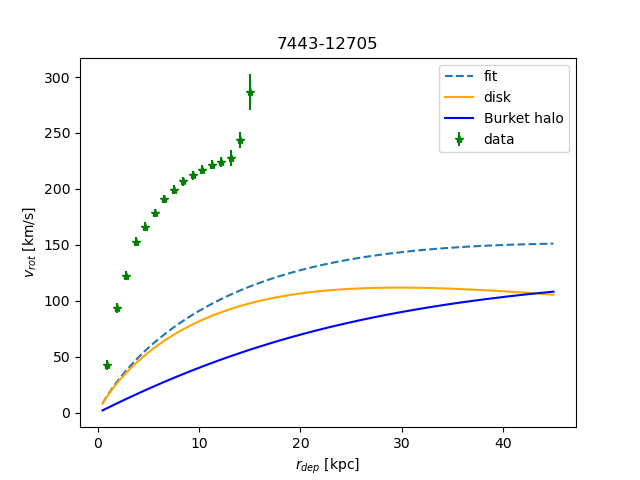 7443-12705
300
250
200
150
100
50
0
v_rot [km/s]
0 10 20 30 40
r_dep [kpc]
fit
disk
Burket halo
data